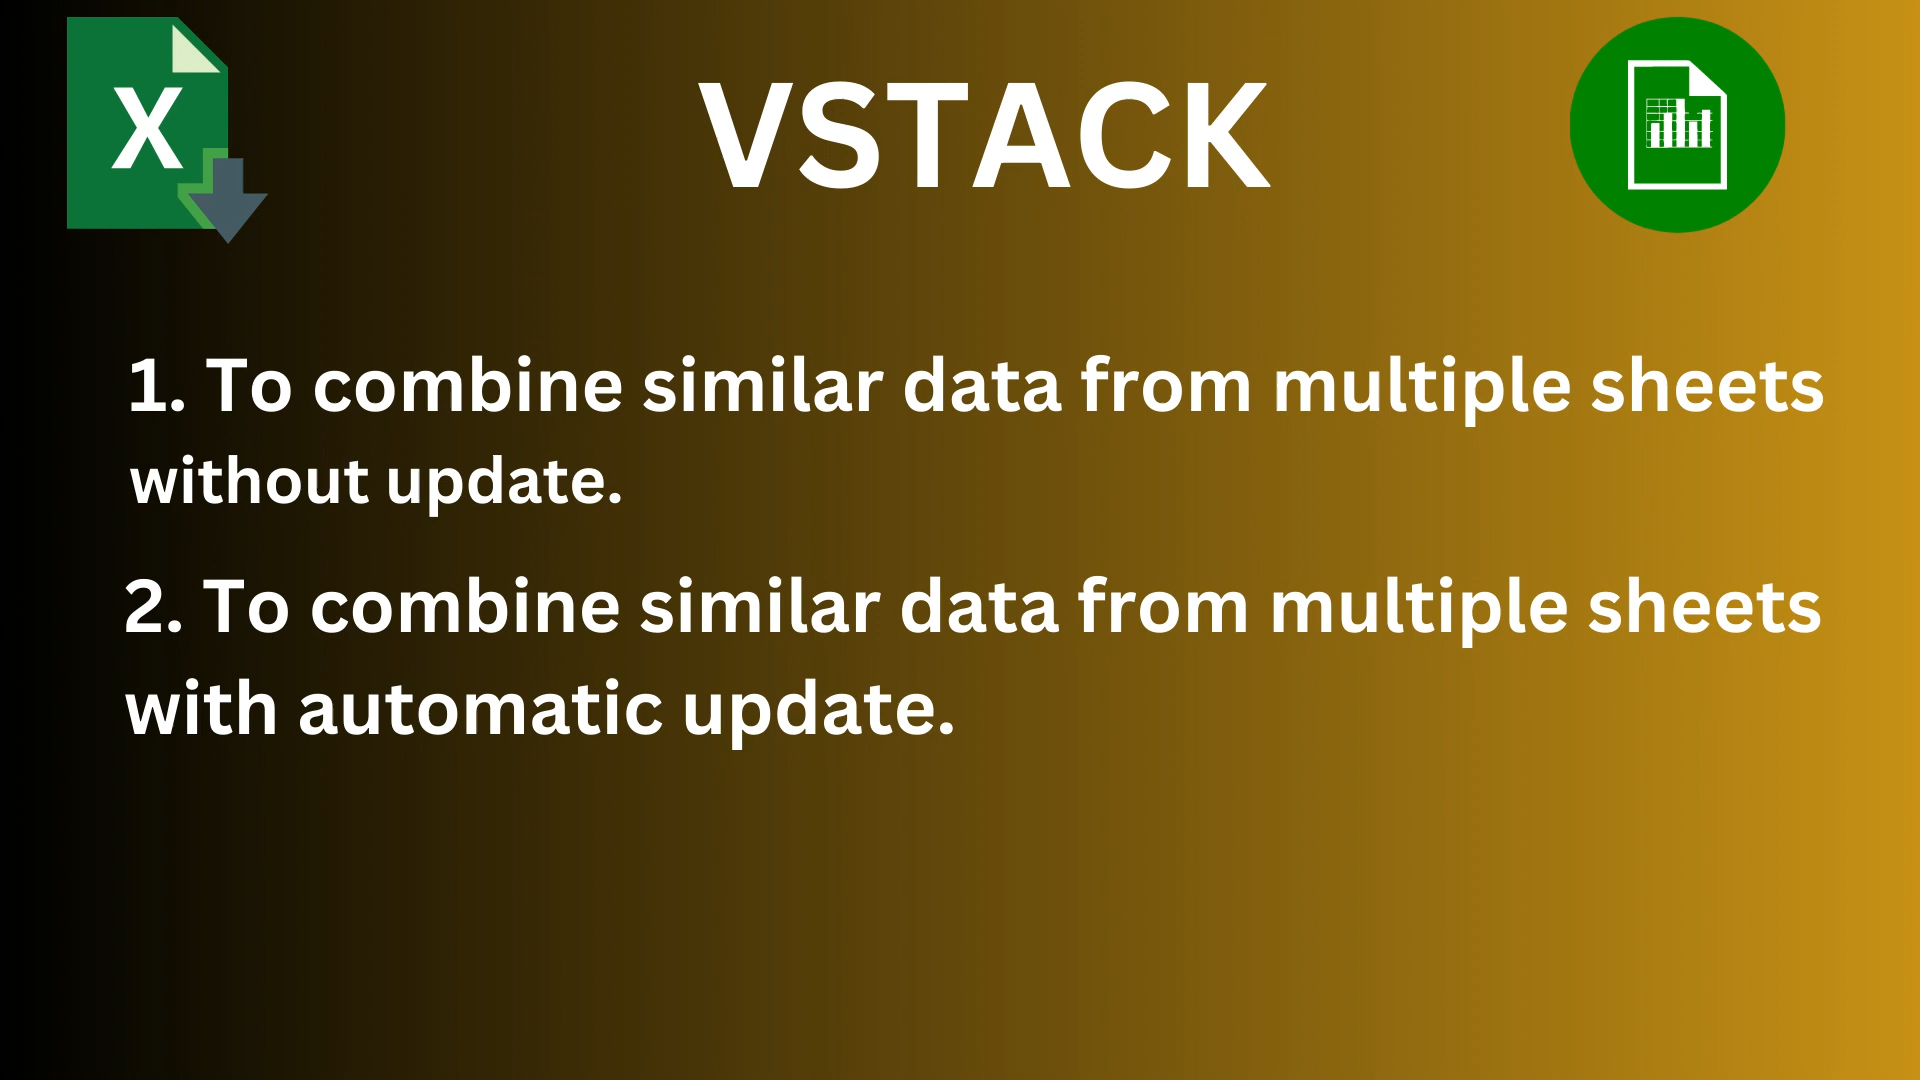 X
VSTACK
1. To combine similar data from multiple sheets
without update.
2. To combine similar data from multiple sheets
with automatic update.